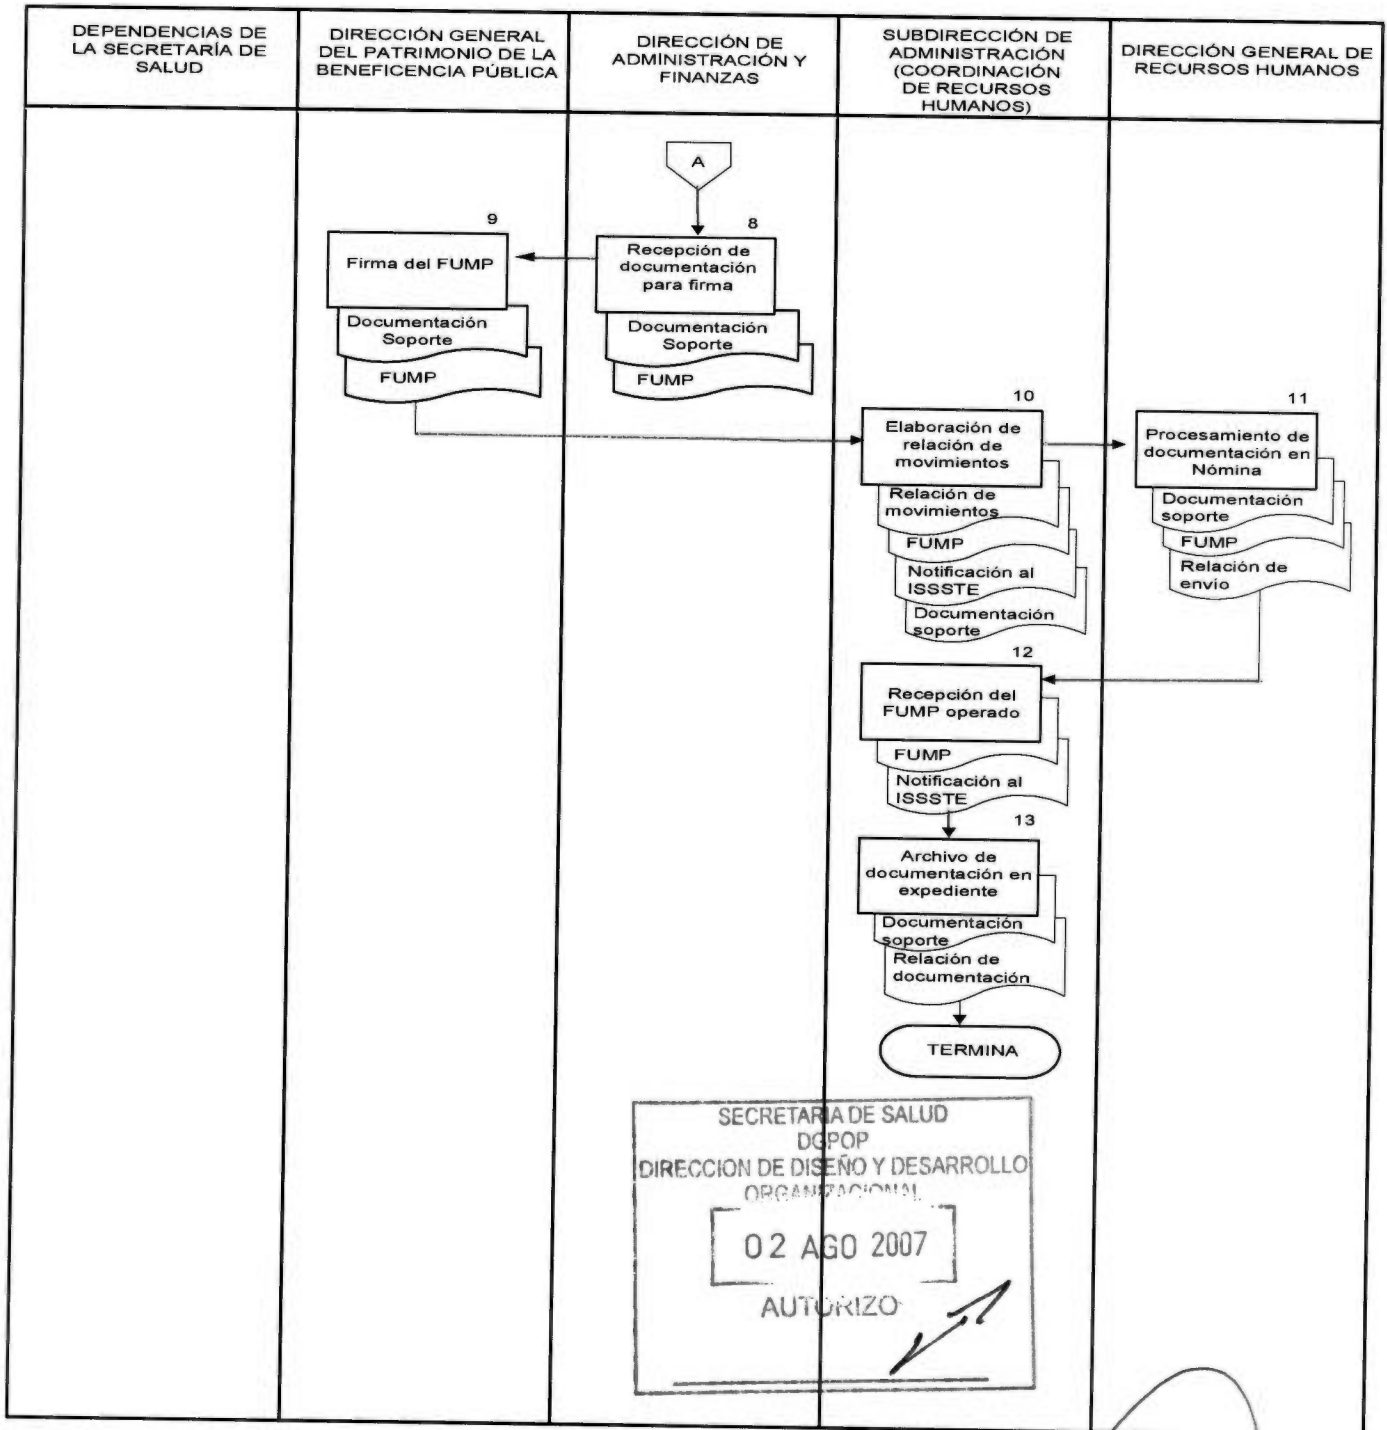 DEPENDENCIAS DE
LA SECRETARÍA DE
SALUD
DIRECCIÓN GENERAL
DEL PATRIMONIO DE LA
BENEFICENCIA PÚBLICA
DIRECCIÓN DE
ADMINISTRACIÓN Y
FINANZAS
SUBDIRECCIÓN DE
ADMINISTRACIÓN
(COORDINACIÓN
DE RECURSOS
HUMANOS)
DIRECCIÓN GENERAL DE
RECURSOS HUMANOS
A
8
Recepción de
documentación
para firma
Documentación
Soporte
FUMP
9
Firma del FUMP
Documentación
Soporte
FUMP
10
Elaboración de
relación de
movimientos
Relación de
movimientos
FUMP
Notificación al
ISSSTE
Documentación
soporte
11
Procesamiento de
documentación en
Nómina
Documentación
soporte
FUMP
Relación de
envío
12
Recepción del
FUMP operado
FUMP
Notificación al
ISSSTE
13
Archivo de
documentación en
expediente
Documentación
soporte
Relación de
documentación
TERMINA
SECRETARIA DE SALUD
DGPOP
DIRECCION DE DISEÑO Y DESARROLLO
ORGANIZACIONAL
02 AGO 2007
AUTORIZO